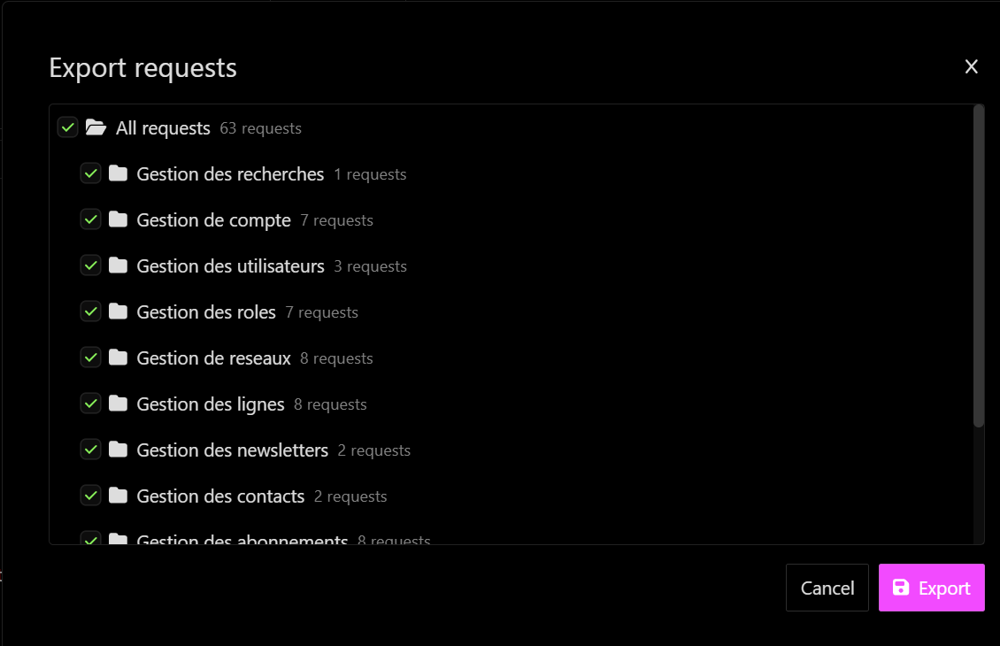 Export requests
All requests 63 requests
Gestion des recherches 1 requests
Gestion de compte 7 requests
Gestion des utilisateurs 3 requests
Gestion des roles 7 requests
Gestion de reseaux 8 requests
Gestion des lignes 8 requests
Gestion des newsletters 2 requests
Gestion des contacts 2 requests
Gestion des abonnements 8 requests
Cancel Export